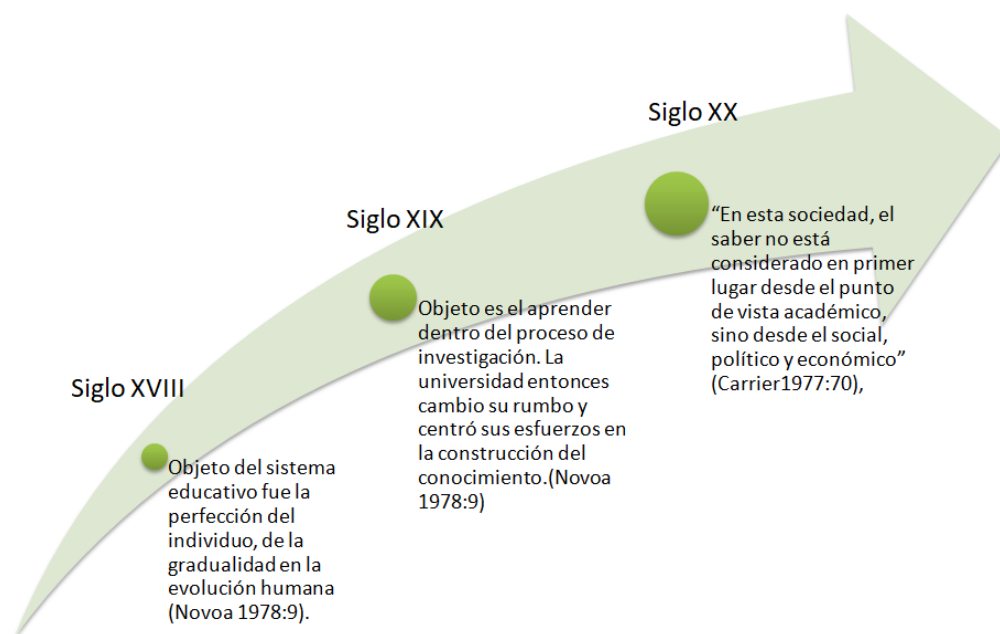 Siglo XVIII
Objeto del sistema
educativo fue la
perfección del
individuo, de la
gradualidad en la
evolución humana
(Novoa 1978:9).
Siglo XIX
Objeto es el aprender
dentro del proceso de
investigación. La
universidad entonces
cambio su rumbo y
centró sus esfuerzos en
la construcción del
conocimiento.(Novoa
1978:9)
Siglo XX
“En esta sociedad, el
saber no está
considerado en primer
lugar desde el punto
de vista académico,
sino desde el social,
político y económico”
(Carrier1977:70),